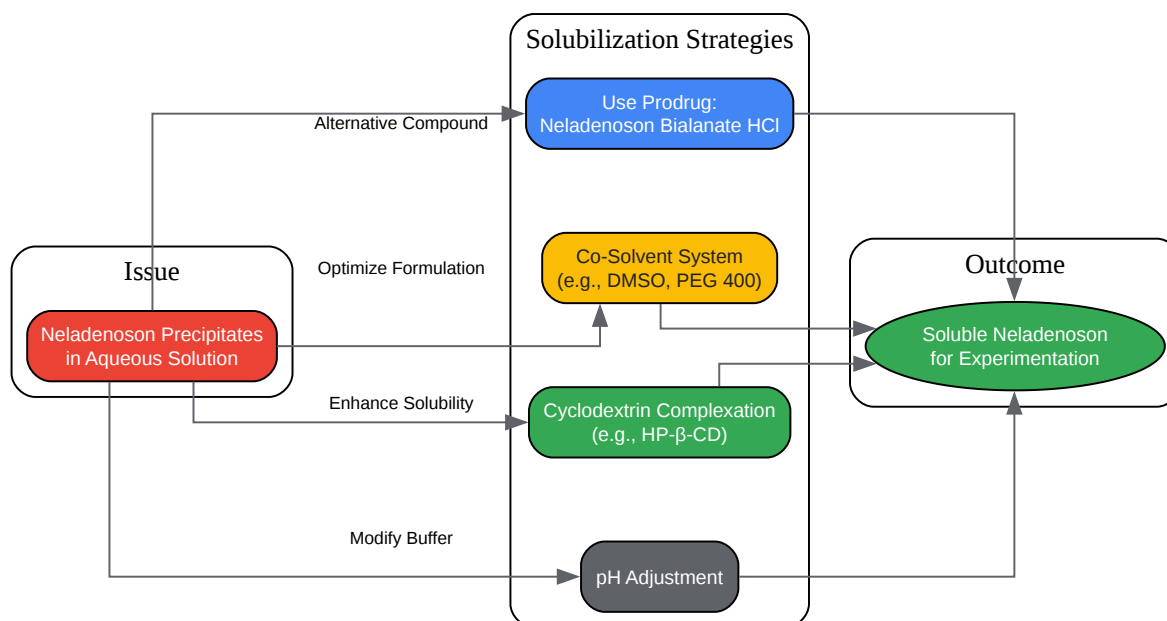 Solubilization Strategies
Use Prodrug:
Neladenoson Bialanate HCl
Alternative Compound
Issue
Optimize Formulation
Co-Solvent System
(e.g., DMSO, PEG 400)
Outcome
Neladenoson Precipitates
in Aqueous Solution
Soluble Neladenoson
for Experimentation
Enhance Solubility
Cyclodextrin Complexation
(e.g., HP-β-CD)
Modify Buffer
pH Adjustment